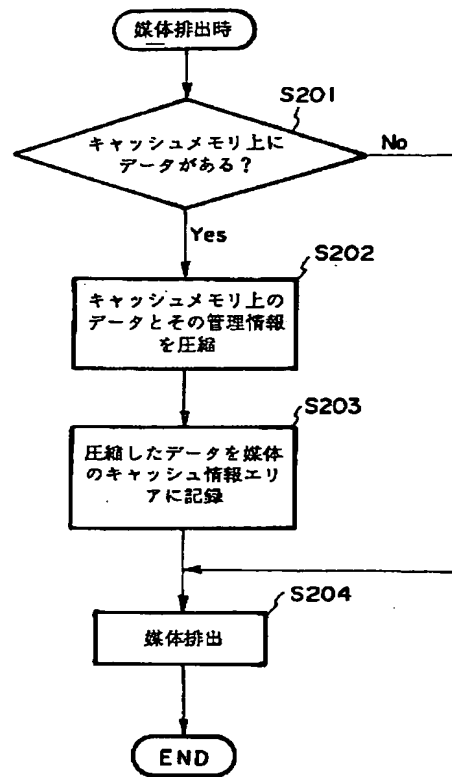 媒体排出時
S201
キャッシュメモリ上に
データがある？
No
Yes
S202
キャッシュメモリ上の
データとその管理情報
を圧縮
S203
圧縮したデータを媒体
のキャッシュ情報エリ
アに記録
S204
媒体排出
END